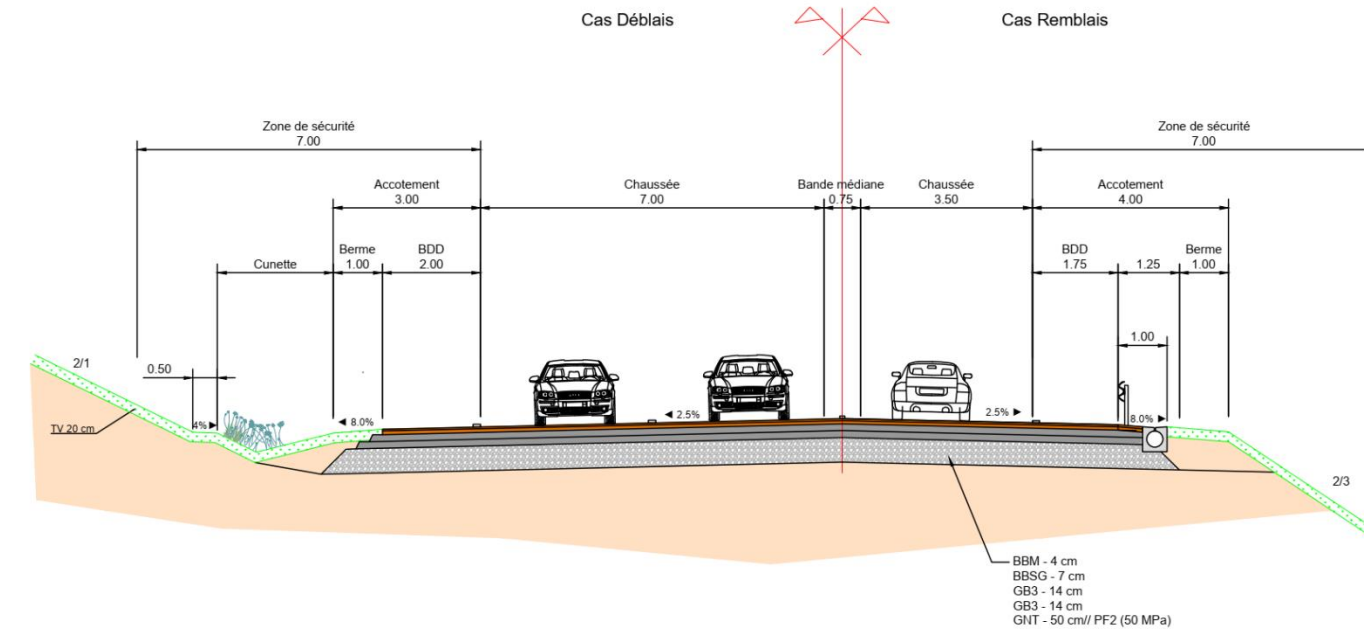 Cas Déblais
Cas Remblais
Zone de sécurité
7.00
Zone de sécurité
7.00
Accotement
3.00
Chaussée
7.00
Bande médiane
0.75
Chaussée
3.50
Accotement
4.00
Cunette
Berme
1.00
BDD
2.00
BDD
1.75
1.25
Berme
1.00
1.00
2/1
0.50
TV 20 cm
4%
8.0%
2.5%
2.5%
8.0%
2/3
BBM - 4 cm
BBSG - 7 cm
GB3 - 14 cm
GB3 - 14 cm
GNT - 50 cm// PF2 (50 MPa)